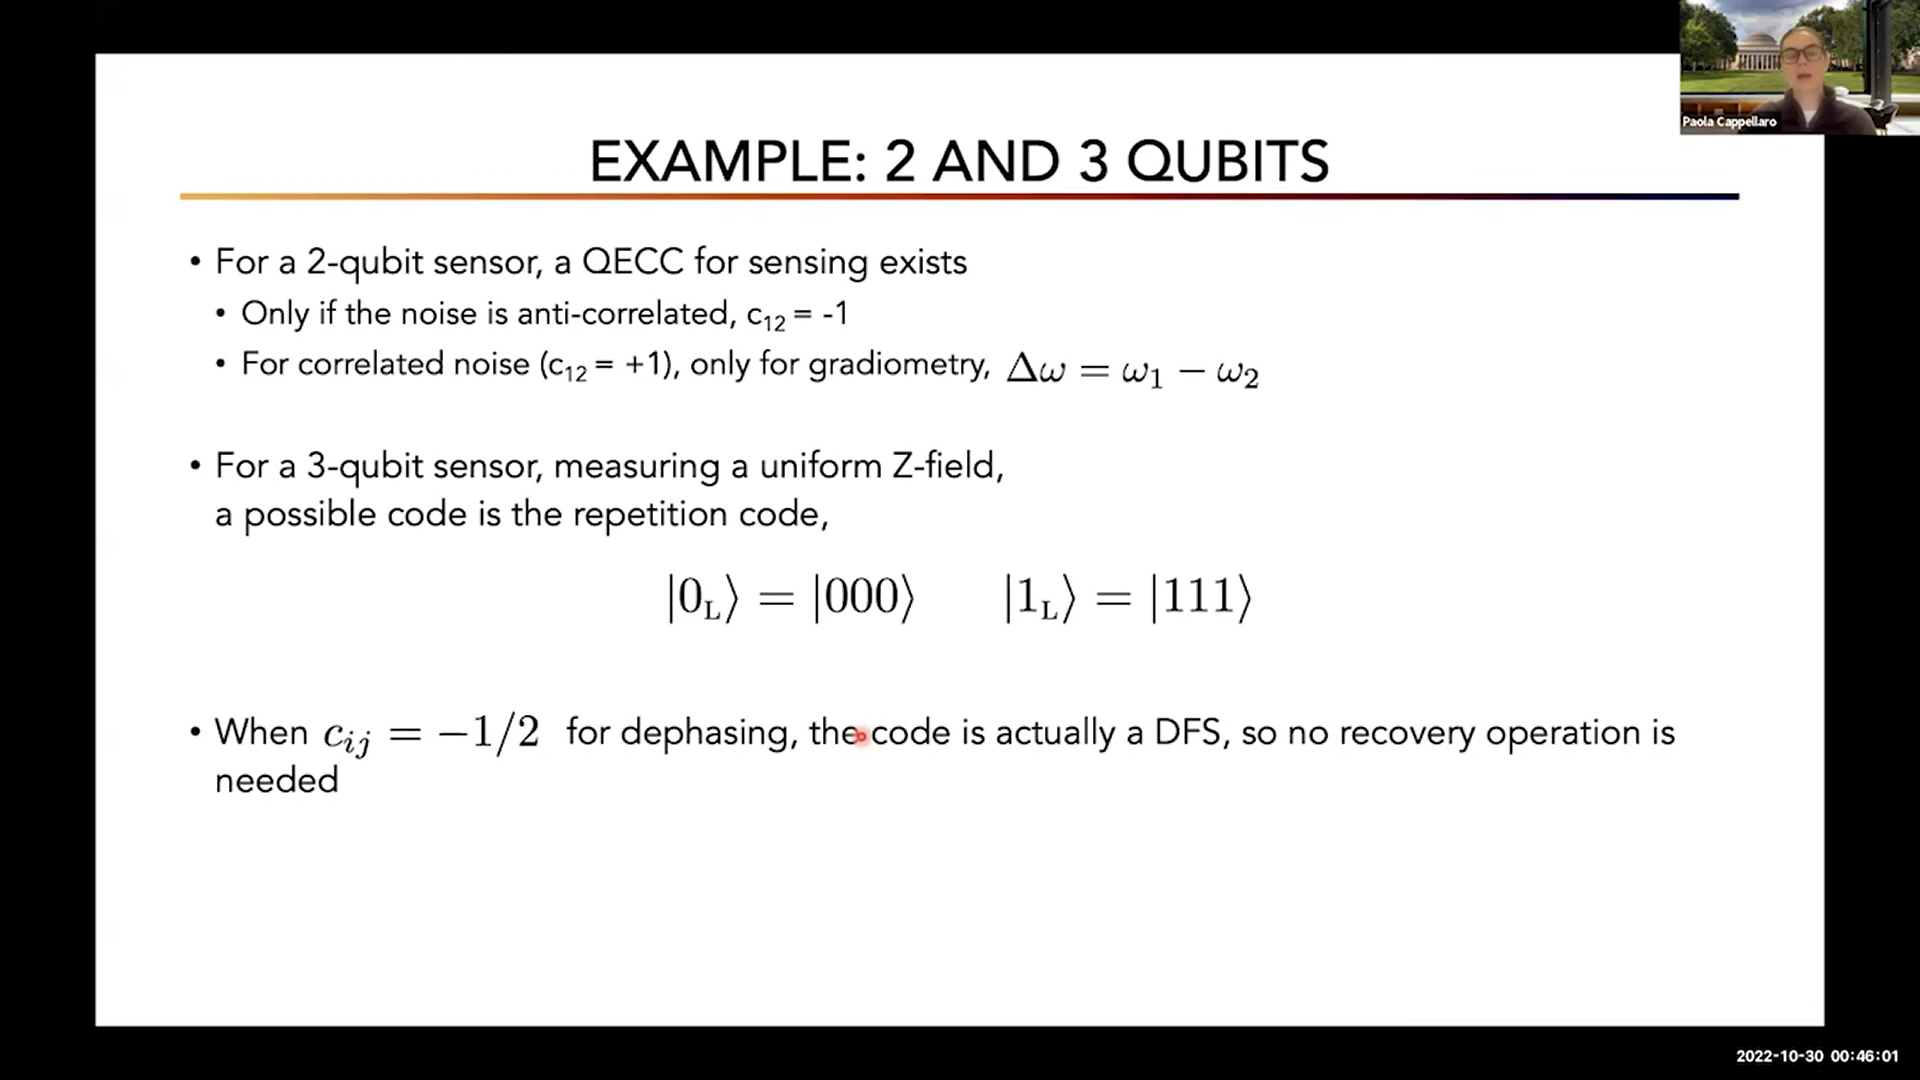 Paola Cappellaro
EXAMPLE: 2 AND 3 QUBITS
• For a 2-qubit sensor, a QECC for sensing exists
• Only if the noise is anti-correlated, c₁₂ = -1
• For correlated noise (c₁₂ = +1), only for gradiometry, Δω = ω₁ − ω₂
• For a 3-qubit sensor, measuring a uniform Z-field,
a possible code is the repetition code,
|0_L⟩ = |000⟩ |1_L⟩ = |111⟩
• When c_ij = −1/2 for dephasing, the code is actually a DFS, so no recovery operation is
needed
2022-10-30 00:46:01